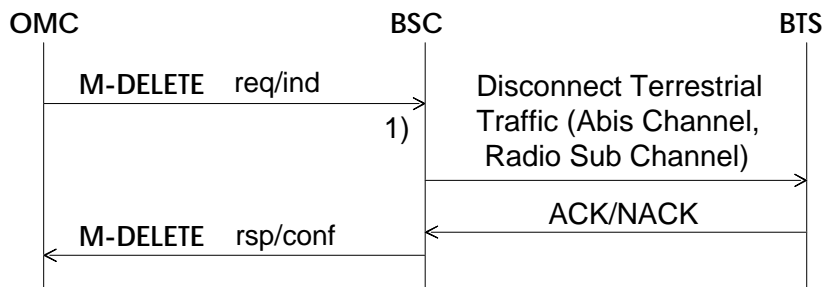 OMC BSC BTS
M-DELETE req/ind
Disconnect Terrestrial
Traffic (Abis Channel,
Radio Sub Channel)
1)
ACK/NACK
M-DELETE rsp/conf